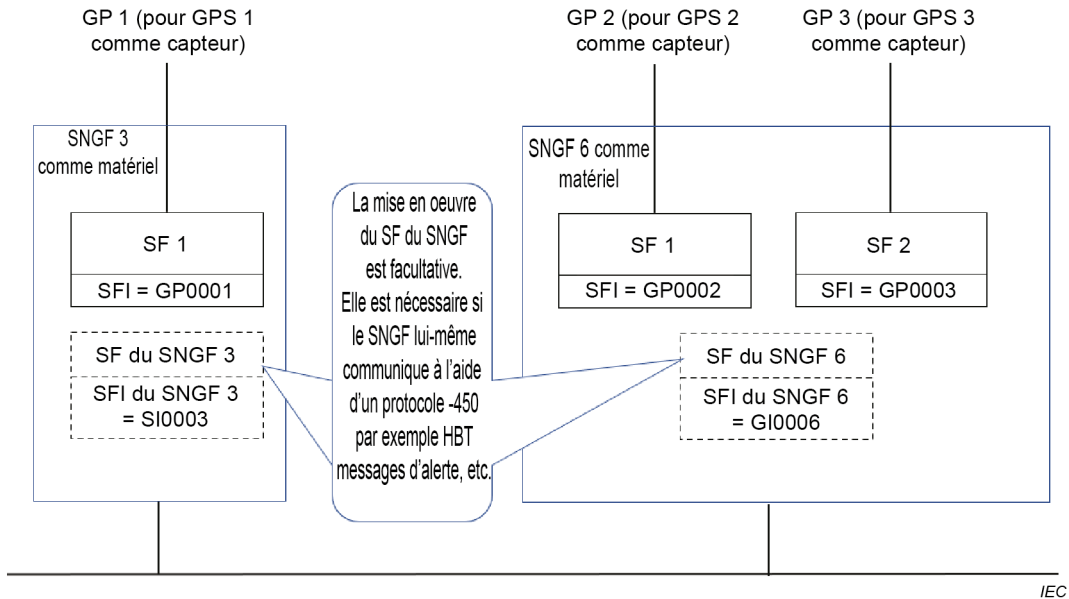 GP 1 (pour GPS 1
comme capteur)
GP 2 (pour GPS 2
comme capteur)
GP 3 (pour GPS 3
comme capteur)
SNGF 3
comme matériel
SF 1
SFI = GP0001
SF du SNGF 3
SFI du SNGF 3
= SI0003
La mise en oeuvre
du SF du SNGF
est facultative.
Elle est nécessaire si
le SNGF lui-même
communique à l'aide
d'un protocole -450
par exemple HBT
messages d'alerte, etc.
SNGF 6 comme
matériel
SF 1
SFI = GP0002
SF 2
SFI = GP0003
SF du SNGF 6
SFI du SNGF 6
= GI0006
IEC